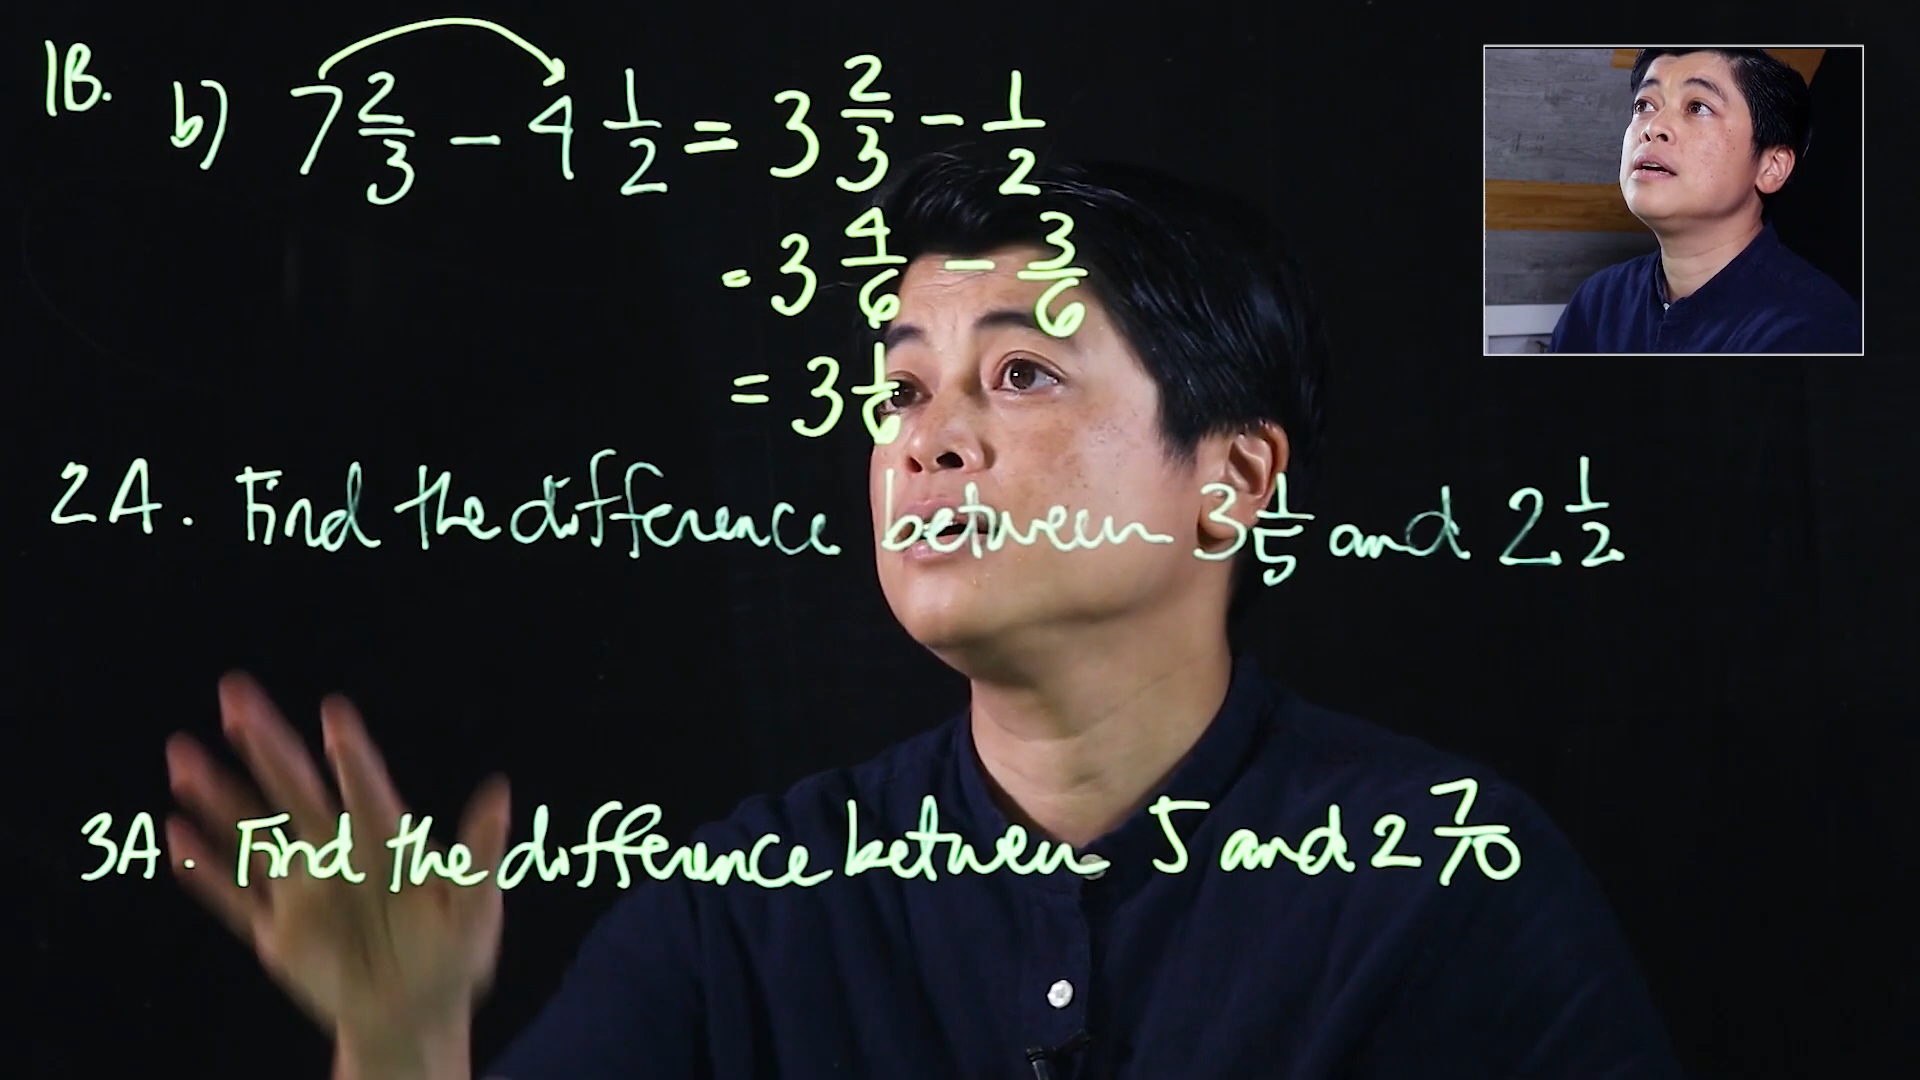 1B. b) 7 2/3 - 4 1/2 = 3 2/3 - 1/2
= 3 4/6 - 3/6
= 3 1/6
2A. Find the difference between 3 1/5 and 2 1/2
3A. Find the difference between 5 and 2 7/10